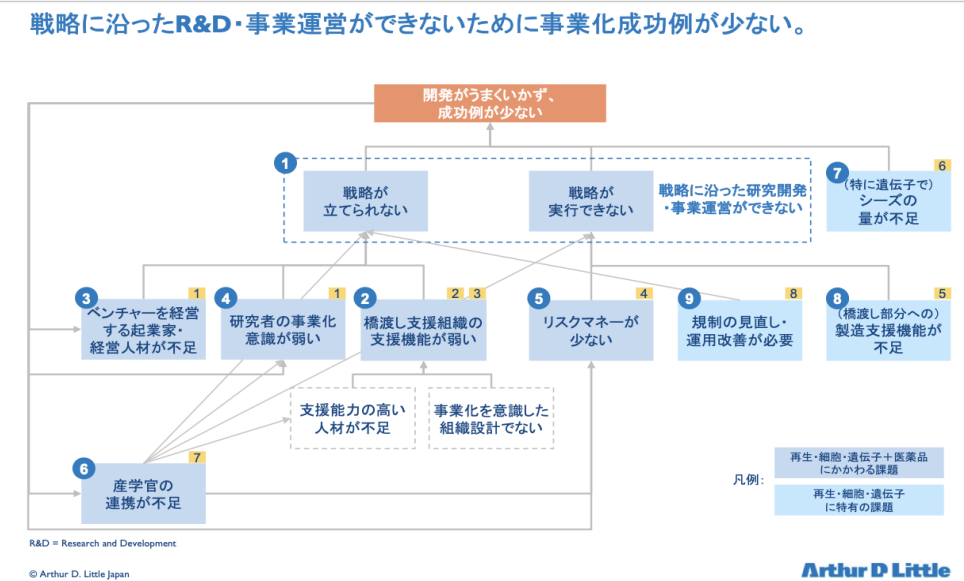 戦略に沿ったR&D・事業運営ができないために事業化成功例が少ない。
開発がうまくいかず、
成功例が少ない
1
戦略が
立てられない
戦略が
実行できない
戦略に沿った研究開発
・事業運営ができない
7
6
(特に遺伝子で)
シーズの
量が不足
3
1
ベンチャーを経営
する起業家・
経営人材が不足
4
1
研究者の事業化
意識が弱い
2
2
3
橋渡し支援組織の
支援機能が弱い
5
4
リスクマネーが
少ない
9
8
規制の見直し・
運用改善が必要
8
5
(橋渡し部分への)
製造支援機能が
不足
支援能力の高い
人材が不足
事業化を意識した
組織設計でない
6
7
産学官の
連携が不足
凡例:
再生・細胞・遺伝子+医薬品
にかかわる課題
再生・細胞・遺伝子
に特有の課題
R&D = Research and Development
© Arthur D. Little Japan
Arthur D Little